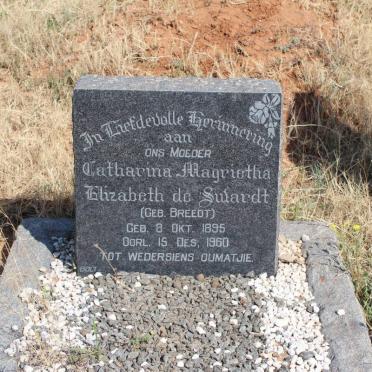 In Liefdevolle Herinnering
aan
ONS MOEDER
Catharina Magrietha
Elizabeth de Swardt
(GEB. BREEDT)
GEB. 8 OKT. 1895
OORL. 15 DES. 1960
TOT WEDERSIENS OUMATJIE.